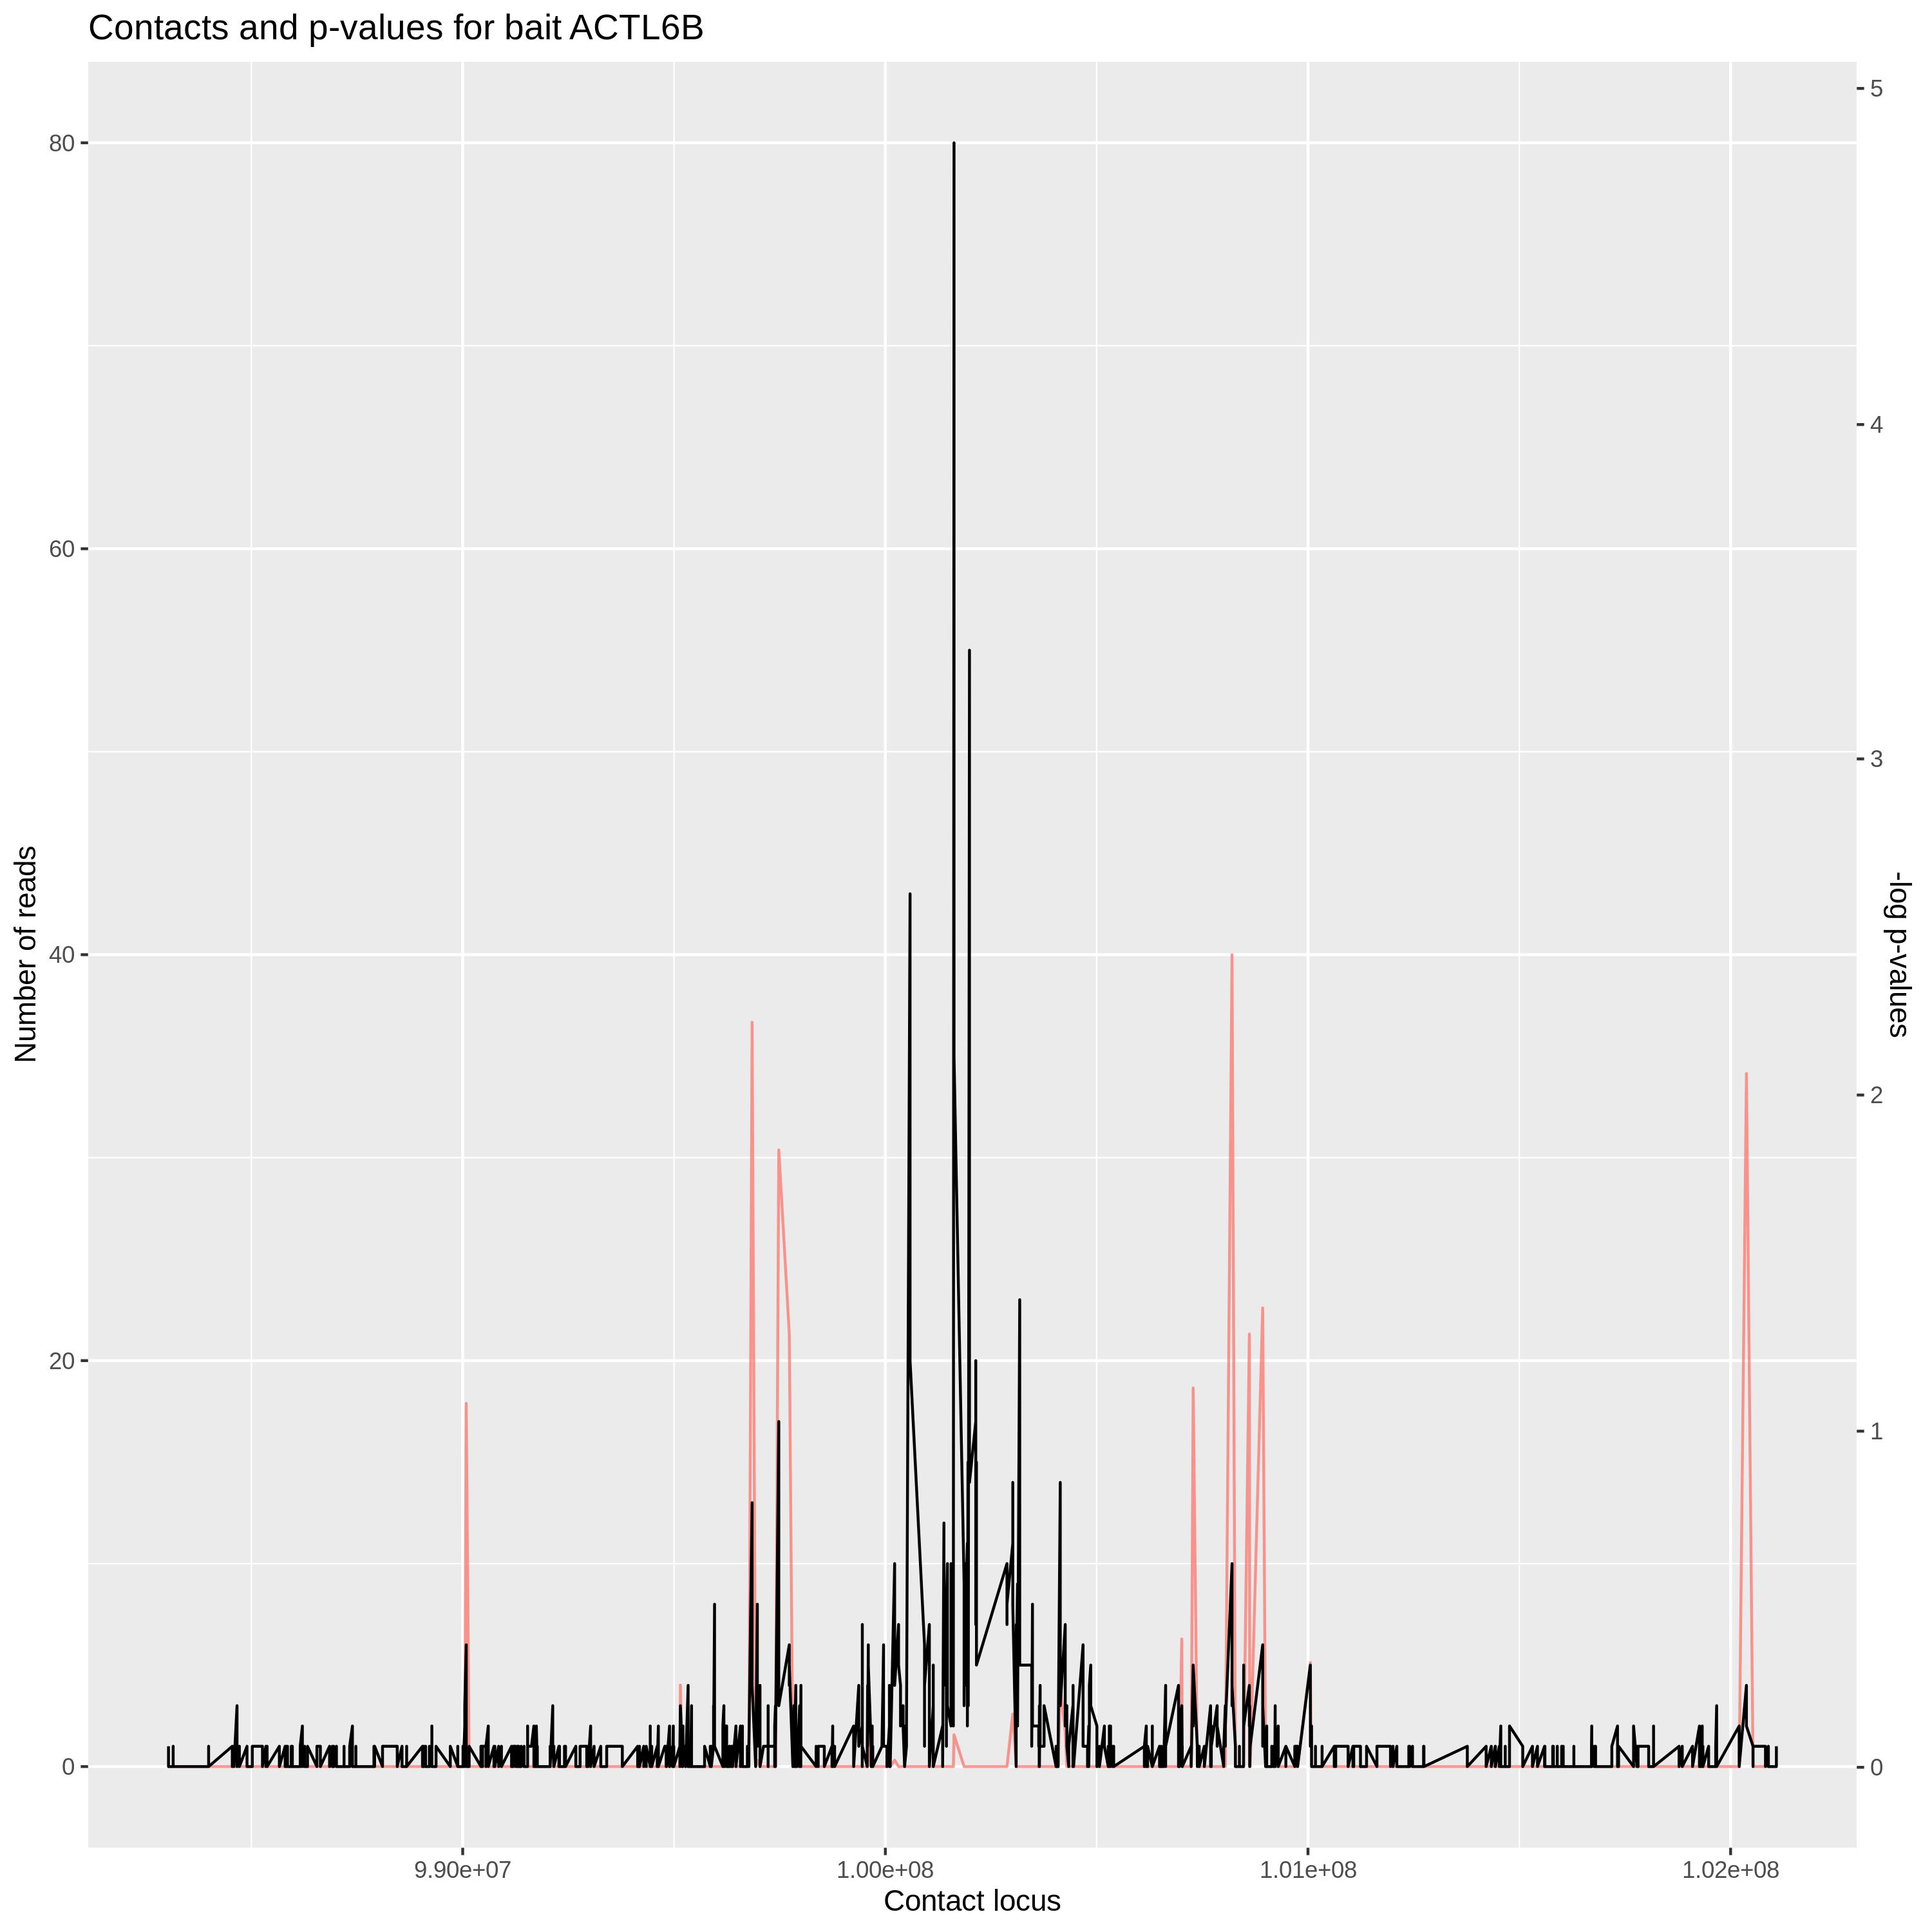 Contacts and p-values for bait ACTL6B
80
60
40
20
0
Number of reads
5
4
3
2
1
0
-log p-values
9.90e+07
1.00e+08
1.01e+08
1.02e+08
Contact locus